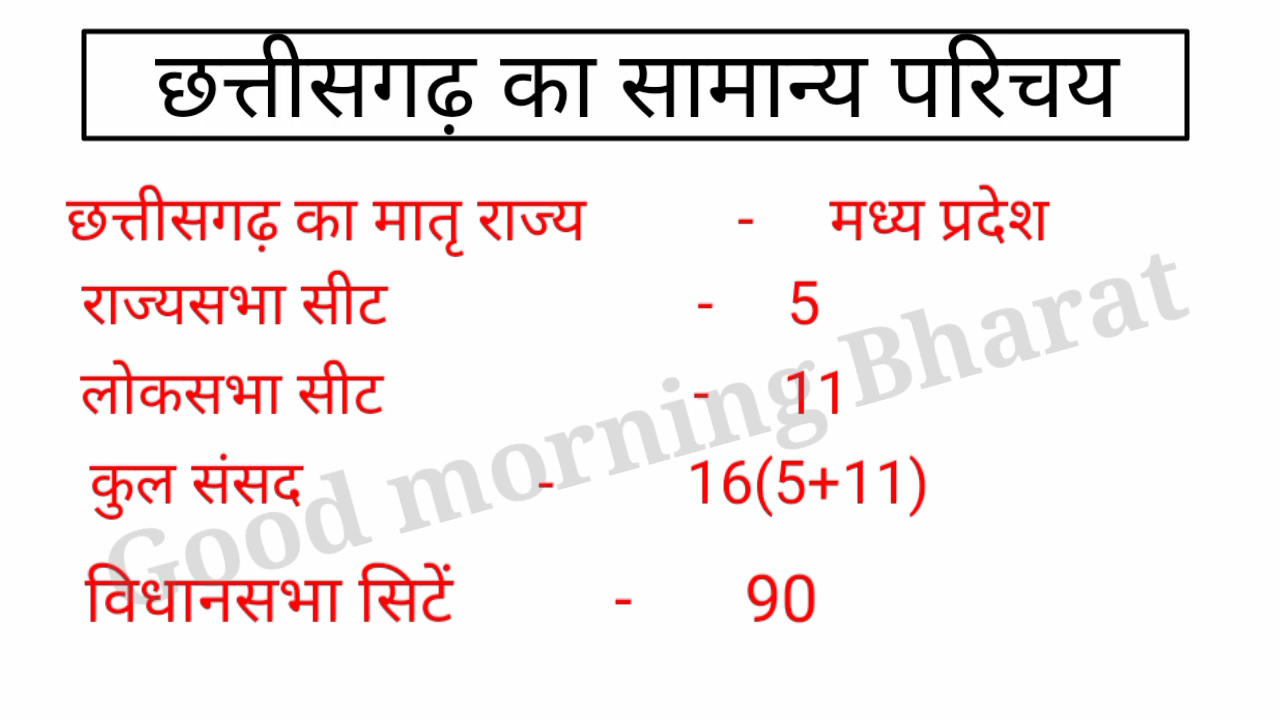 छत्तीसगढ़ का सामान्य परिचय
छत्तीसगढ़ का मातृ राज्य - मध्य प्रदेश
राज्यसभा सीट - 5
लोकसभा सीट - 11
कुल संसद - 16(5+11)
विधानसभा सिटें - 90
Good morning Bharat